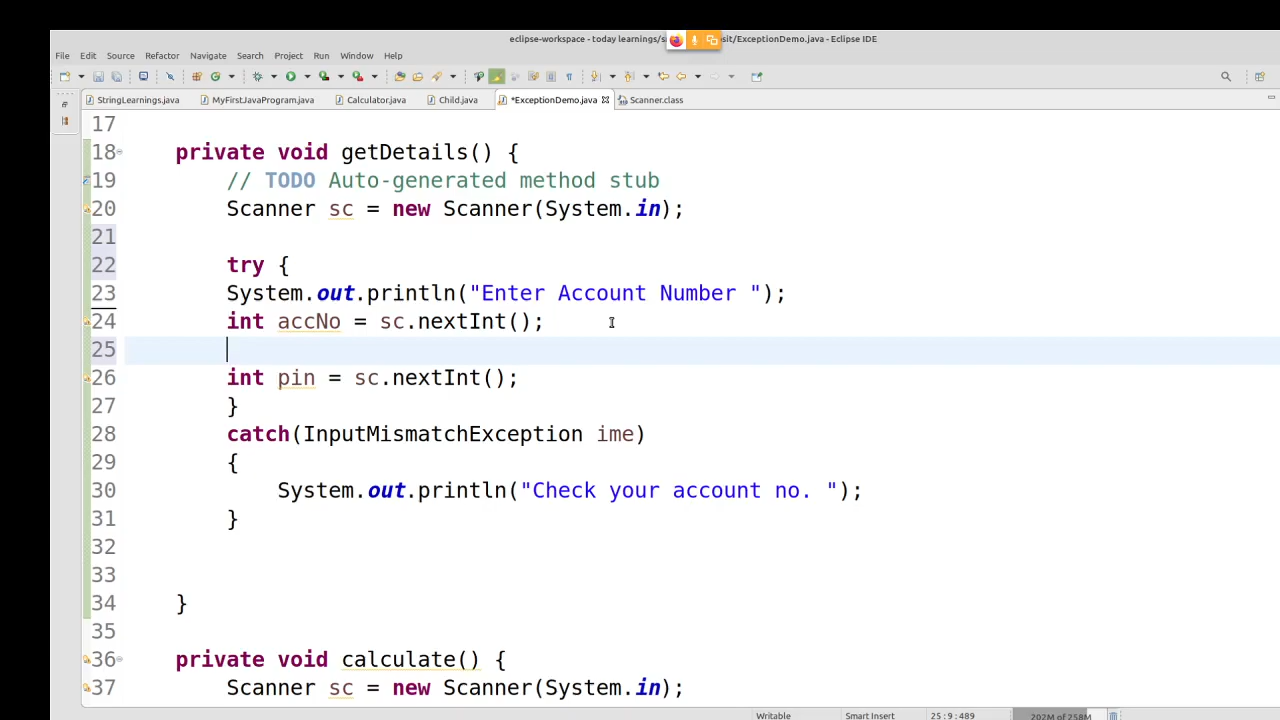 eclipse-workspace - today learnings/s sit/ExceptionDemo.java - Eclipse IDE
File Edit Source Refactor Navigate Search Project Run Window Help
StringLearnings.java MyFirstJavaProgram.java Calculator.java Child.java *ExceptionDemo.java Scanner.class
17
18 private void getDetails() {
19 // TODO Auto-generated method stub
20 Scanner sc = new Scanner(System.in);
21
22 try {
23 System.out.println("Enter Account Number ");
24 int accNo = sc.nextInt();
25
26 int pin = sc.nextInt();
27 }
28 catch(InputMismatchException ime)
29 {
30 System.out.println("Check your account no. ");
31 }
32
33
34 }
35
36 private void calculate() {
37 Scanner sc = new Scanner(System.in);
Writable Smart Insert 25 : 9 : 489 202M of 258M